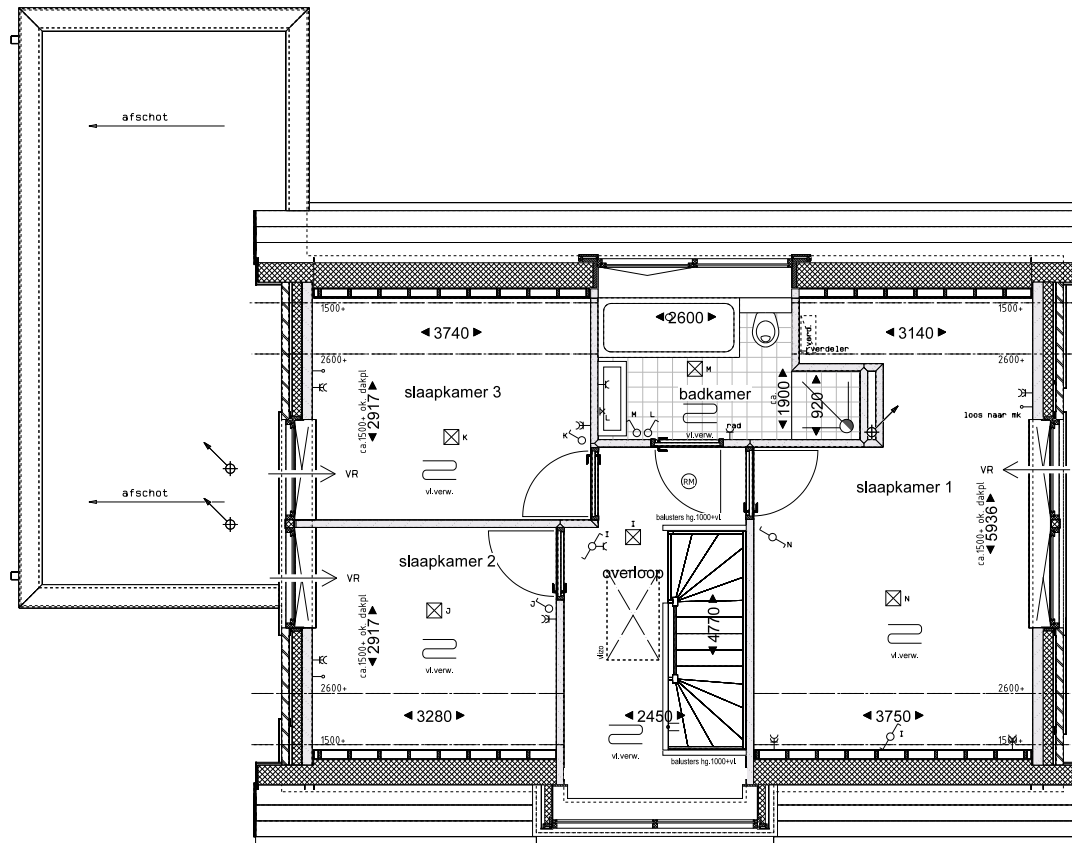 afschot
1500+
1500+
3740
2600
3140
verd.
verdeler
2600+
2600+
slaapkamer 3
badkamer
M
ca.1500+ ok. dakpl
2917
ca.
1900
920
L
M
L
K
K
vl.verw.
rad
loos naar mk
vl.verw.
VR
RM
slaapkamer 1
VR
afschot
balusters hg.1000+vl.
I
I
N
ca.1500+ ok. dakpl
5936
slaapkamer 2
overloop
VR
J
J
N
ca.1500+ ok. dakpl
2917
vlizo
4770
vl.verw.
vl.verw.
2600+
2600+
3280
2450
3750
I
1500+
1500+
vl.verw.
balusters hg.1000+vl.